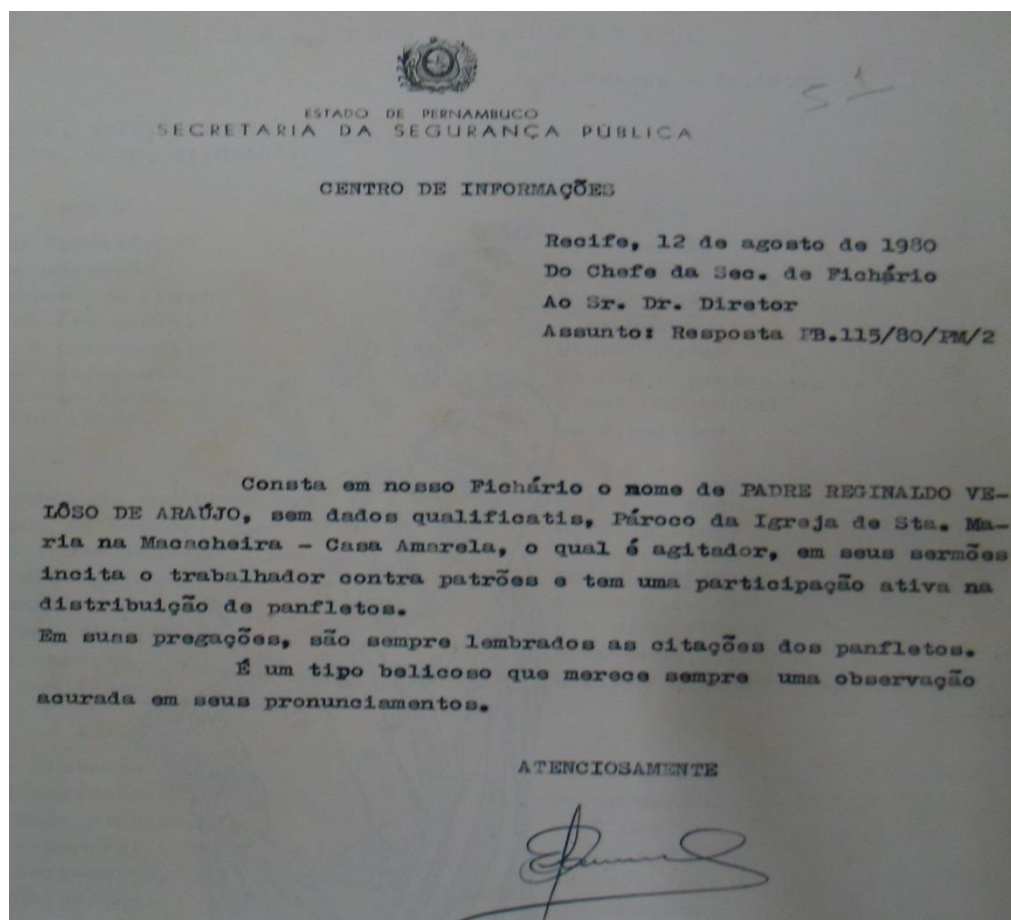 51
ESTADO DE PERNAMBUCO
SECRETARIA DA SEGURANÇA PÚBLICA
CENTRO DE INFORMAÇÕES
Recife, 12 de agosto de 1980
Do Chefe da Sec. de Fichário
Ao Sr. Dr. Diretor
Assunto: Resposta PB.115/80/PM/2
Consta em nosso Fichário o nome de PADRE REGINALDO VE-
LÔSO DE ARAÚJO, sem dados qualificatis, Pároco da Igreja de Sta. Ma-
ria na Macacheira - Casa Amarela, o qual é agitador, em seus sermões
incita o trabalhador contra patrões e tem uma participação ativa na
distribuição de panfletos.
Em suas pregações, são sempre lembrados as citações dos panfletos.
É um tipo belicoso que merece sempre uma observação
acurada em seus pronunciamentos.
ATENCIOSAMENTE